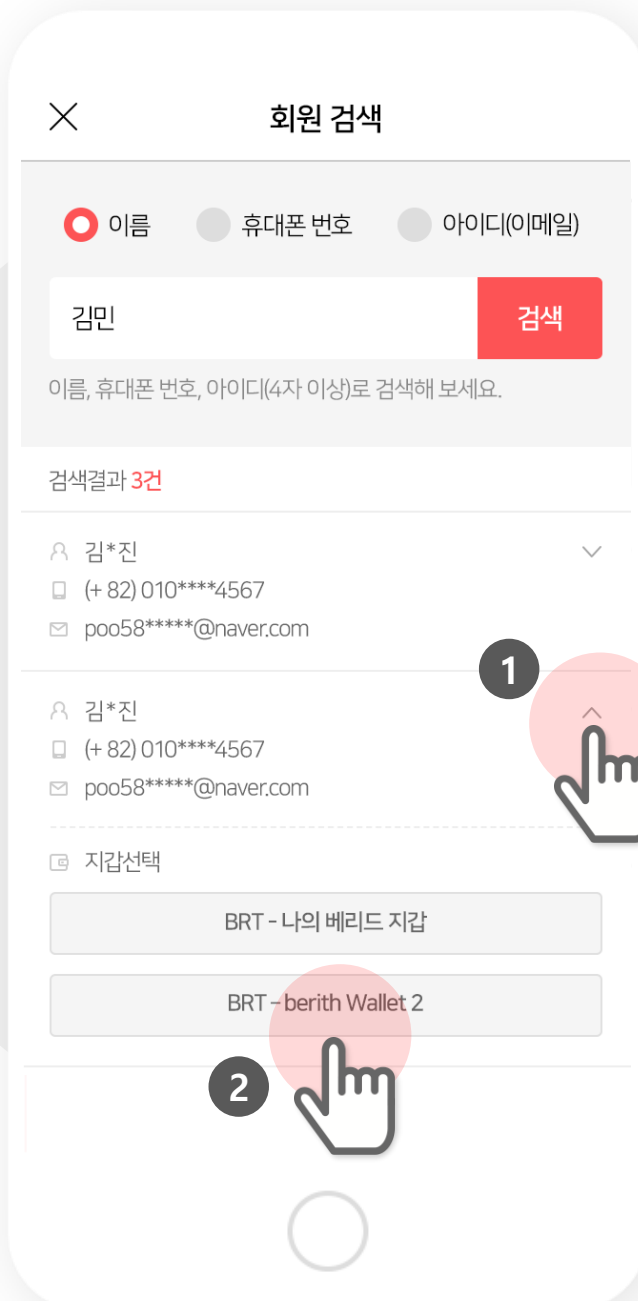 회원 검색
이름 휴대폰 번호 아이디(이메일)
김민 검색
이름, 휴대폰 번호, 아이디(4자 이상)로 검색해 보세요.
검색결과 3건
김*진
(+ 82) 010****4567
poo58*****@naver.com
1
김*진
(+ 82) 010****4567
poo58*****@naver.com
지갑선택
BRT - 나의 베리드 지갑
BRT - berith Wallet 2
2